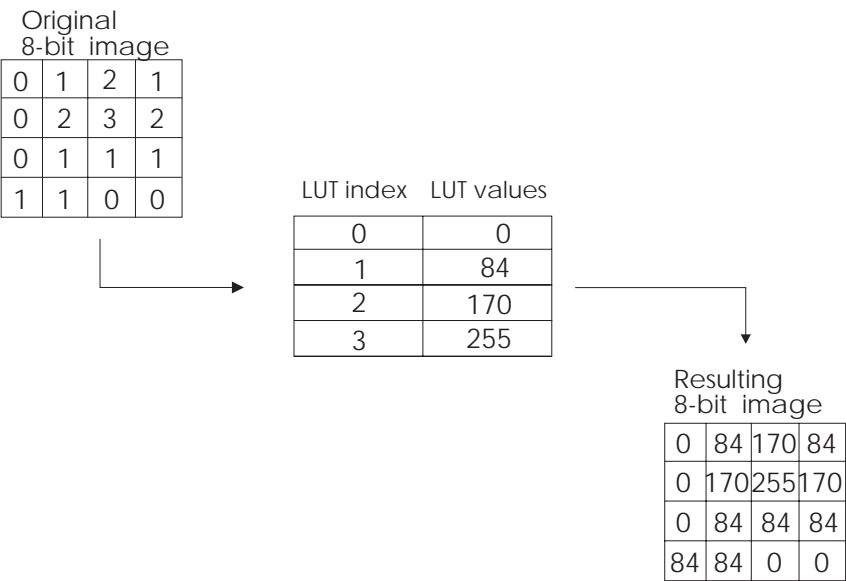 Original
8-bit image
0 1 2 1
0 2 3 2
0 1 1 1
1 1 0 0
LUT index LUT values
0 0
1 84
2 170
3 255
Resulting
8-bit image
0 84 170 84
0 170 255 170
0 84 84 84
84 84 0 0